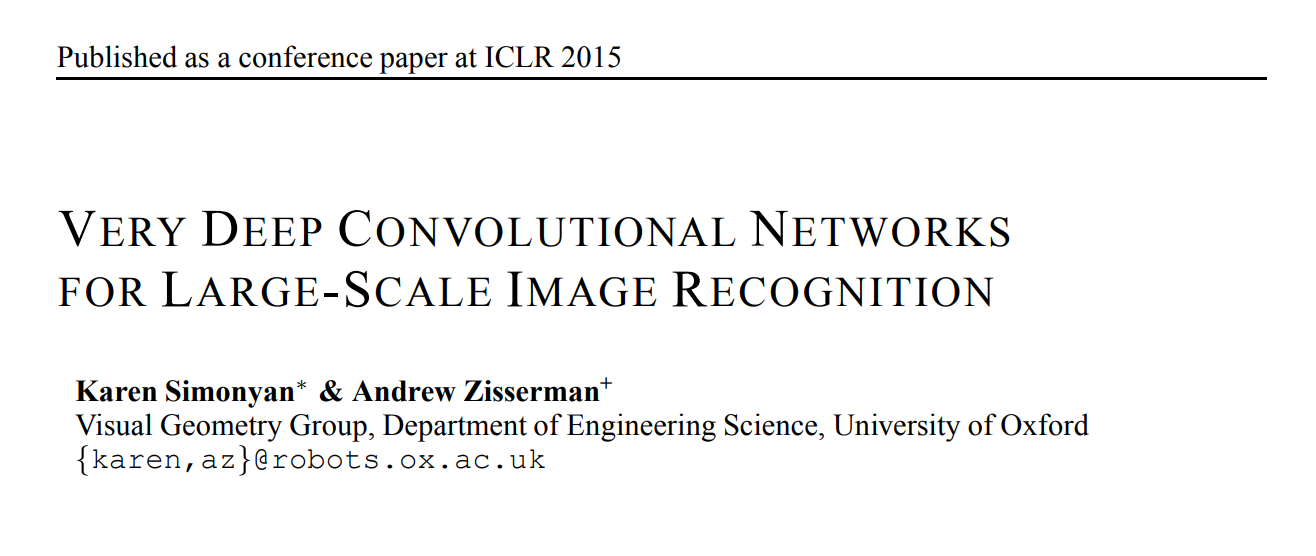 Published as a conference paper at ICLR 2015
VERY DEEP CONVOLUTIONAL NETWORKS
FOR LARGE-SCALE IMAGE RECOGNITION
Karen Simonyan* & Andrew Zisserman+
Visual Geometry Group, Department of Engineering Science, University of Oxford
{karen,az}@robots.ox.ac.uk